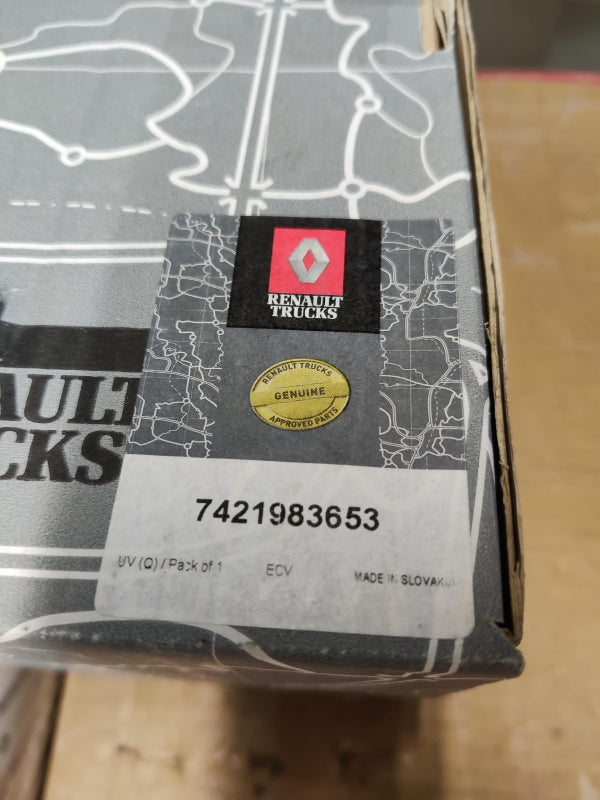 RENAULT
TRUCKS
RENAULT TRUCKS
GENUINE
APPROVED PARTS
AULT
CKS
7421983653
UV (Q) / Pack of 1 ECV MADE IN SLOVAKIA